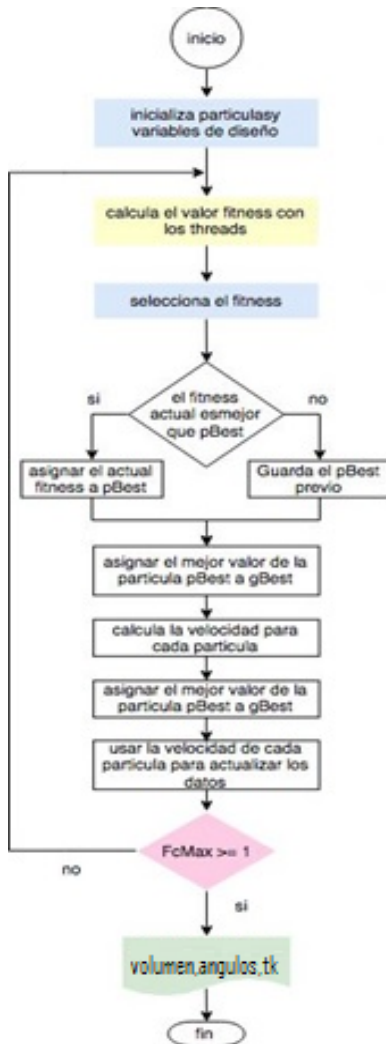 inicio
inicializa particulasy
variables de diseño
calcula el valor fitness con
los threads
selecciona el fitness
si
el fitness
actual esmejor
que pBest
no
asignar el actual
fitness a pBest
Guarda el pBest
previo
asignar el mejor valor de la
particula pBest a gBest
calcula la velocidad para
cada particula
asignar el mejor valor de la
particula pBest a gBest
usar la velocidad de cada
particula para actualizar los
datos
FcMax >= 1
no
si
volumen,angulos,tk
fin